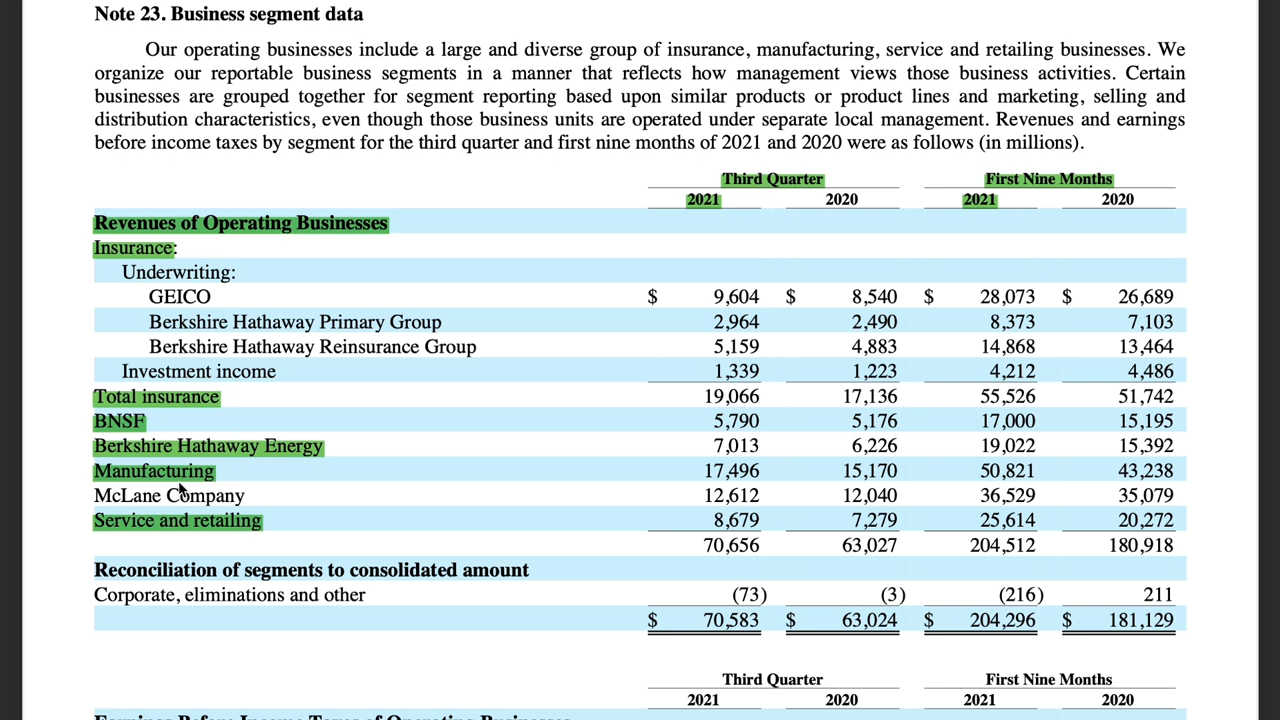 Note 23. Business segment data
Our operating businesses include a large and diverse group of insurance, manufacturing, service and retailing businesses. We
organize our reportable business segments in a manner that reflects how management views those business activities. Certain
businesses are grouped together for segment reporting based upon similar products or product lines and marketing, selling and
distribution characteristics, even though those business units are operated under separate local management. Revenues and earnings
before income taxes by segment for the third quarter and first nine months of 2021 and 2020 were as follows (in millions).
Third Quarter First Nine Months
2021 2020 2021 2020
Revenues of Operating Businesses
Insurance:
Underwriting:
GEICO $ 9,604 $ 8,540 $ 28,073 $ 26,689
Berkshire Hathaway Primary Group 2,964 2,490 8,373 7,103
Berkshire Hathaway Reinsurance Group 5,159 4,883 14,868 13,464
Investment income 1,339 1,223 4,212 4,486
Total insurance 19,066 17,136 55,526 51,742
BNSF 5,790 5,176 17,000 15,195
Berkshire Hathaway Energy 7,013 6,226 19,022 15,392
Manufacturing 17,496 15,170 50,821 43,238
McLane Company 12,612 12,040 36,529 35,079
Service and retailing 8,679 7,279 25,614 20,272
70,656 63,027 204,512 180,918
Reconciliation of segments to consolidated amount
Corporate, eliminations and other (73) (3) (216) 211
$ 70,583 $ 63,024 $ 204,296 $ 181,129
Third Quarter First Nine Months
2021 2020 2021 2020